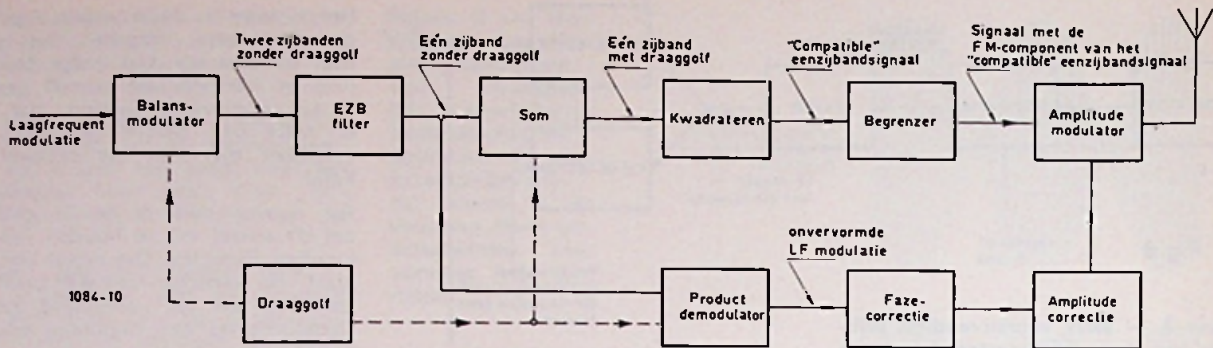 Twee zijbanden
zonder draaggolf
Eén zijband
zonder draaggolf
Eén zijband
met draaggolf
"Compatible"
eenzijbandsignaal
Signaal met de
FM-component van het
"compatible" eenzijbandsignaal
Laagfrequent
modulatie
Balans-
modulator
EZB
filter
Som
Kwadrateren
Begrenzer
Amplitude
modulator
1084-10
Draaggolf
Product
demodulator
onvervormde
LF modulatie
Faze-
correctie
Amplitude
correctie